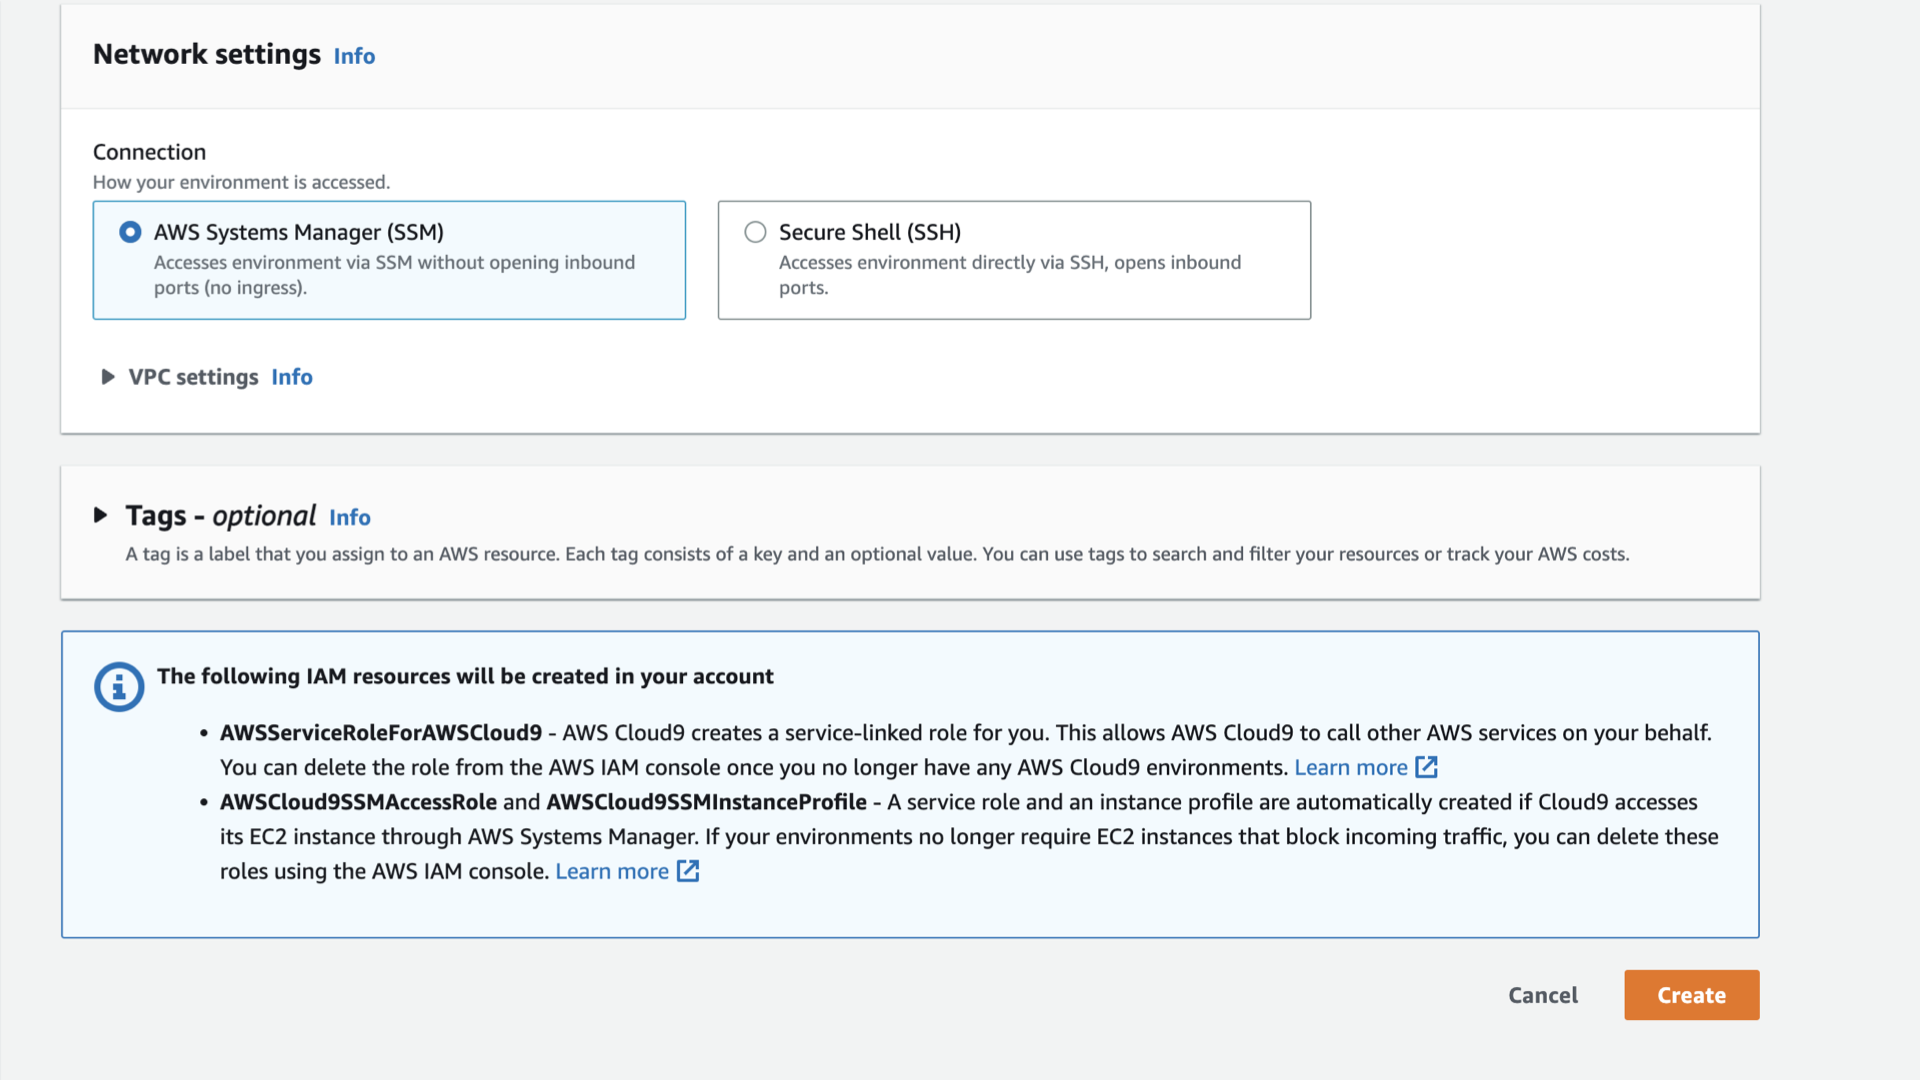 Network settings Info
Connection
How your environment is accessed.
AWS Systems Manager (SSM)
Accesses environment via SSM without opening inbound
ports (no ingress).
Secure Shell (SSH)
Accesses environment directly via SSH, opens inbound
ports.
VPC settings Info
Tags - optional Info
A tag is a label that you assign to an AWS resource. Each tag consists of a key and an optional value. You can use tags to search and filter your resources or track your AWS costs.
The following IAM resources will be created in your account
• AWSServiceRoleForAWSCloud9 - AWS Cloud9 creates a service-linked role for you. This allows AWS Cloud9 to call other AWS services on your behalf.
You can delete the role from the AWS IAM console once you no longer have any AWS Cloud9 environments. Learn more
• AWSCloud9SSMAccessRole and AWSCloud9SSMInstanceProfile - A service role and an instance profile are automatically created if Cloud9 accesses
its EC2 instance through AWS Systems Manager. If your environments no longer require EC2 instances that block incoming traffic, you can delete these
roles using the AWS IAM console. Learn more
Cancel Create